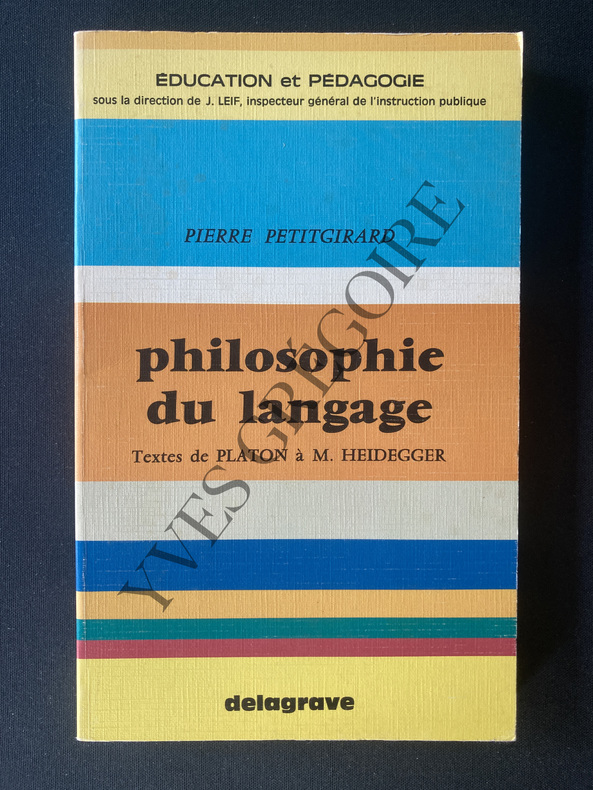 ÉDUCATION et PÉDAGOGIE
sous la direction de J. LEIF, inspecteur général de l'instruction publique
PIERRE PETITGIRARD
philosophie
du langage
Textes de PLATON à M. HEIDEGGER
delagrave
YVES GRÉGOIRE